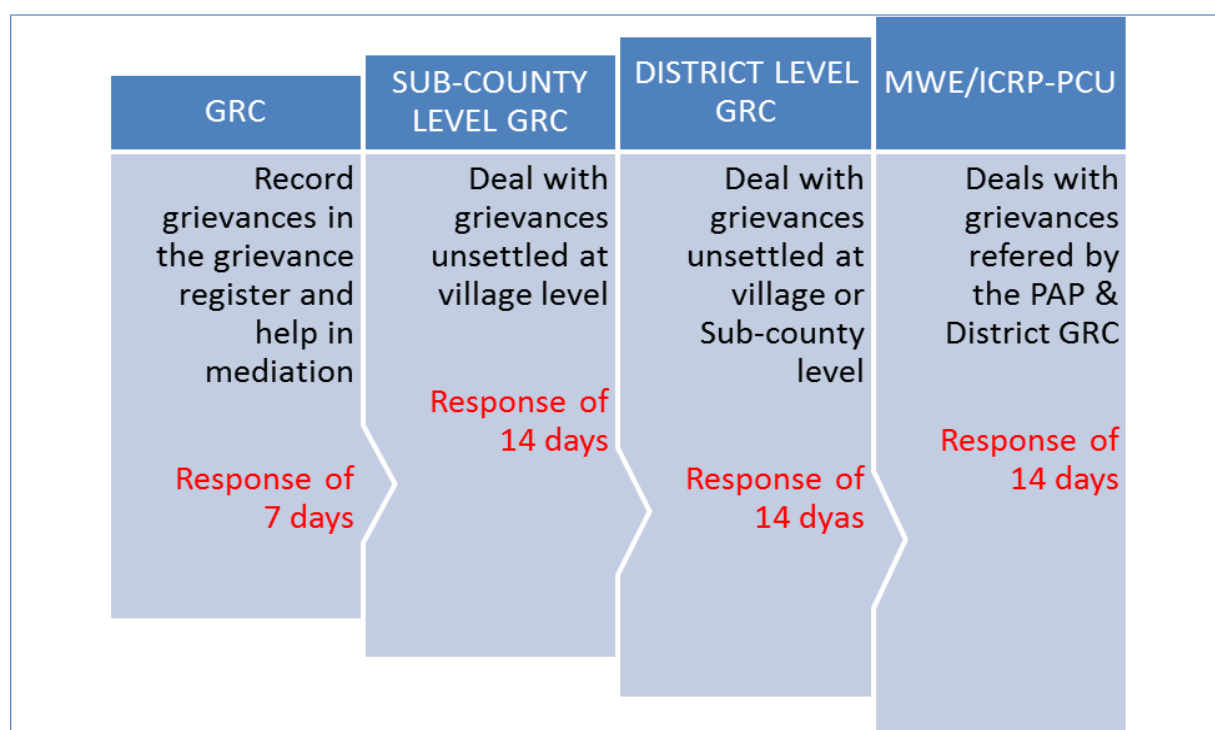 GRC
Record
grievances in
the grievance
register and
help in
mediation
Response of
7 days
SUB-COUNTY
LEVEL GRC
Deal with
grievances
unsettled at
village level
Response of
14 days
DISTRICT LEVEL
GRC
Deal with
grievances
unsettled at
village or
Sub-county
level
Response of
14 dyas
MWE/ICRP-PCU
Deals with
grievances
refered by
the PAP &
District GRC
Response of
14 days